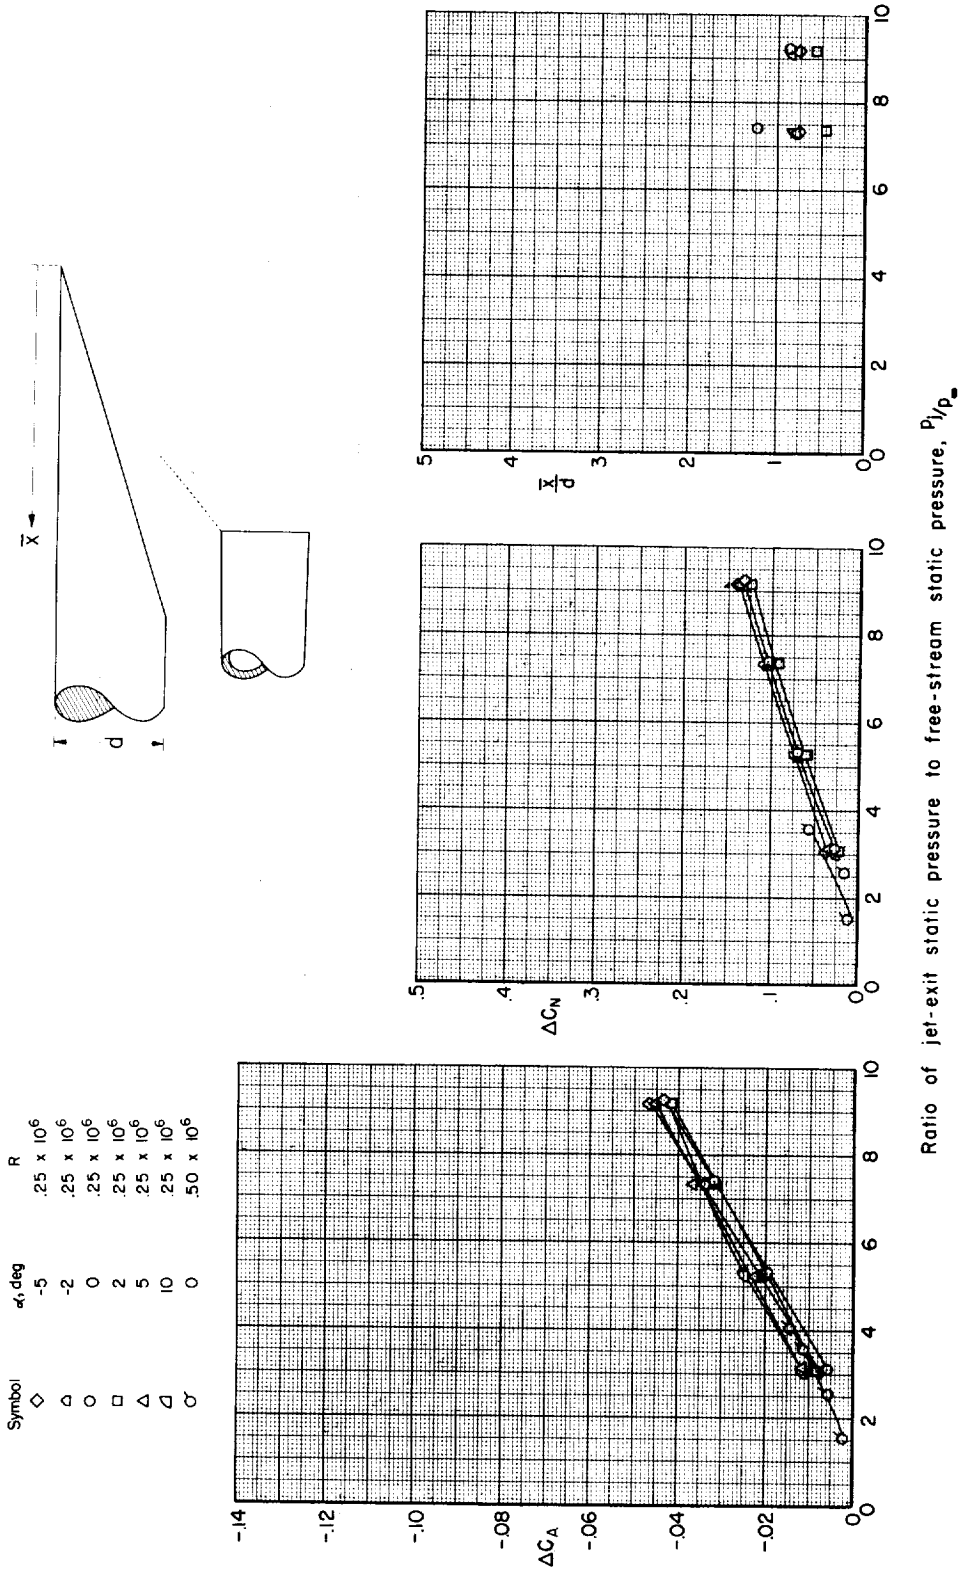 Symbol α, deg R
◇ -5 .25 x 10⁶
△ -2 .25 x 10⁶
○ 0 .25 x 10⁶
□ 2 .25 x 10⁶
△ 5 .25 x 10⁶
◿ 10 .25 x 10⁶
♂ 0 .50 x 10⁶
x̄
d
-.14
-.12
-.10
-.08
-.06
-.04
-.02
0
ΔC_A
0 2 4 6 8 10
.5
.4
.3
.2
.1
0
ΔC_N
0 2 4 6 8 10
5
4
3
2
1
0
x̄/d
0 2 4 6 8 10
Ratio of jet-exit static pressure to free-stream static pressure, p_j/p_∞